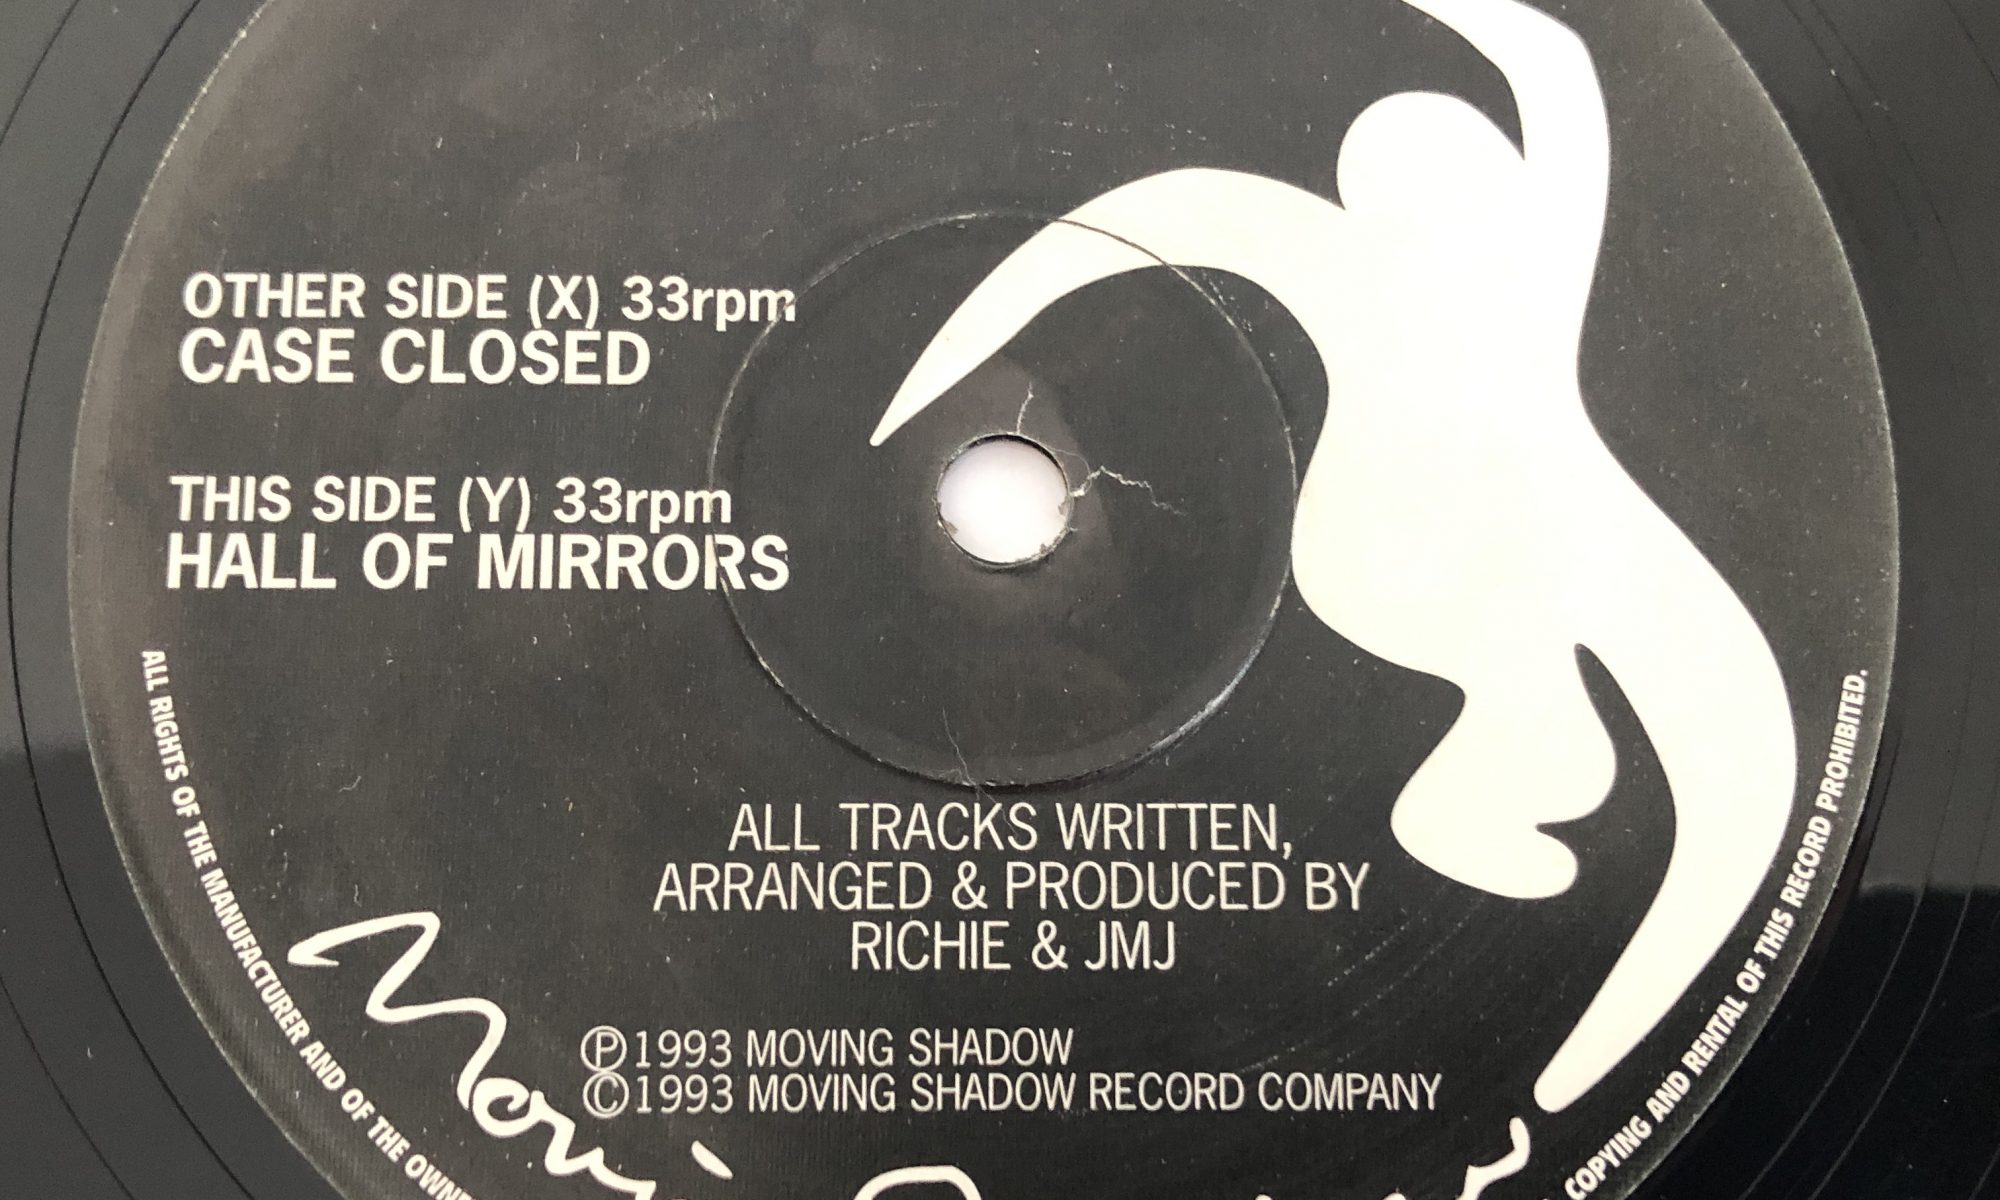 OTHER SIDE (X) 33rpm
CASE CLOSED
THIS SIDE (Y) 33rpm
HALL OF MIRRORS
ALL TRACKS WRITTEN,
ARRANGED & PRODUCED BY
RICHIE & JMJ
Ⓟ1993 MOVING SHADOW
©1993 MOVING SHADOW RECORD COMPANY
ALL RIGHTS OF THE MANUFACTURER AND OF THE
COPYING AND RENTAL OF THIS RECORD PROHIBITED.